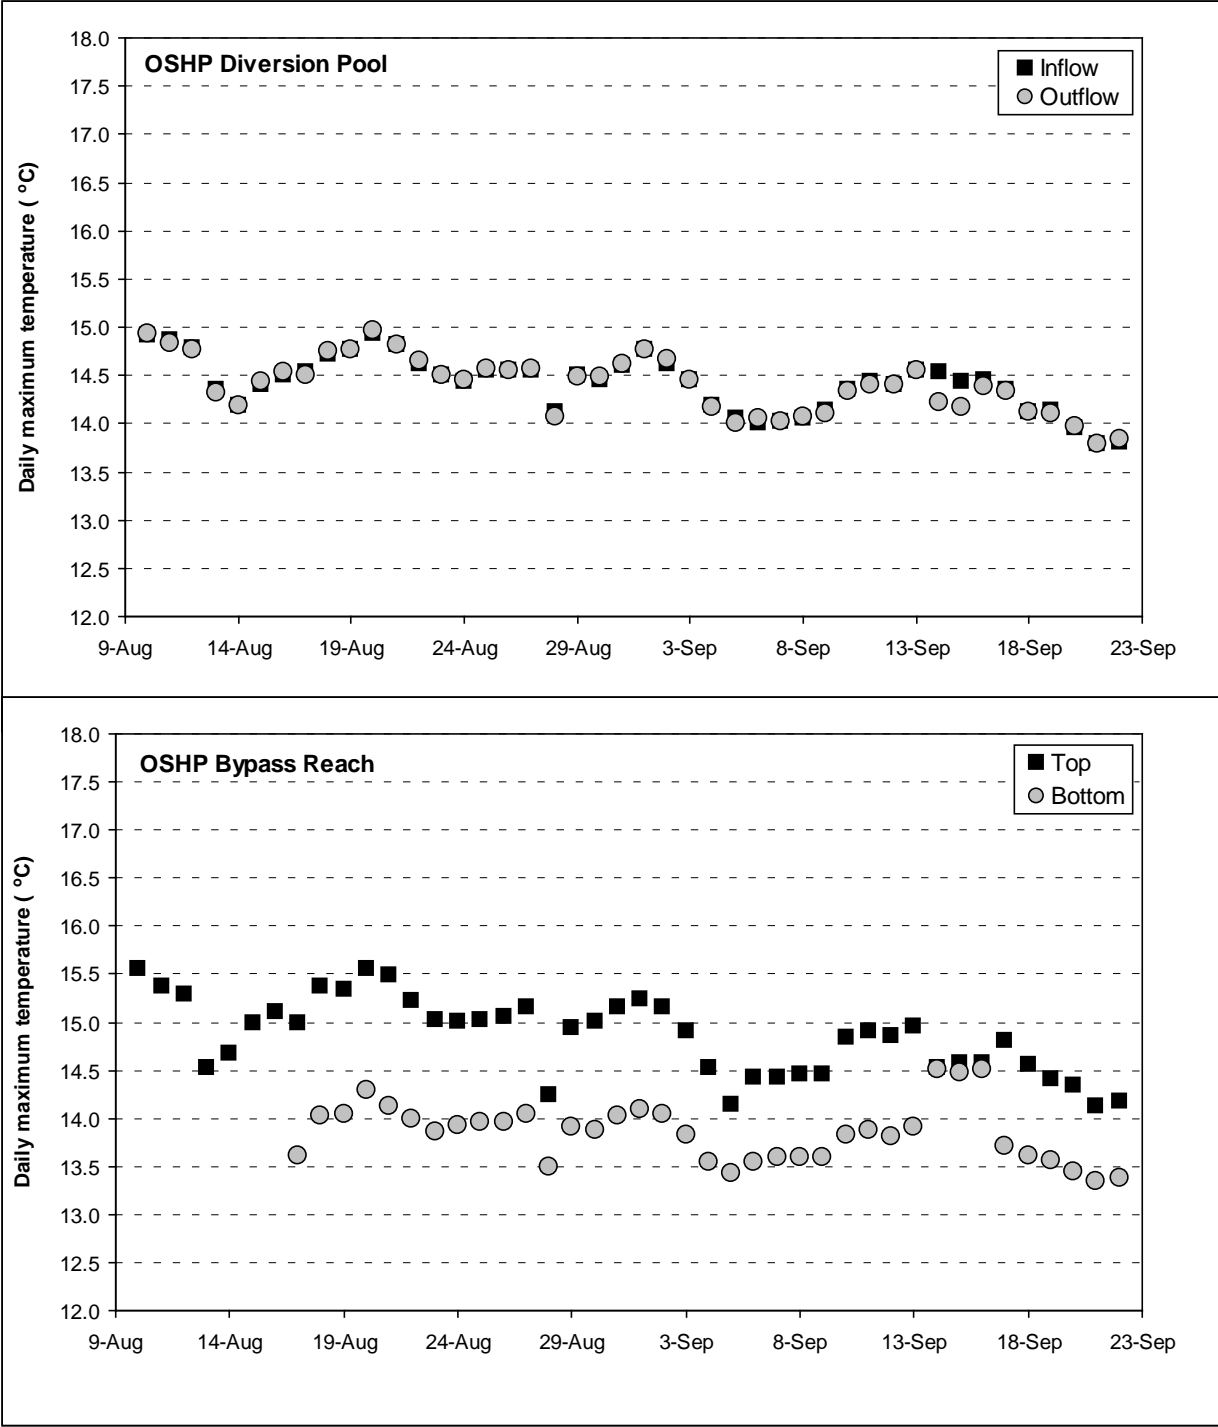 OSHP Diversion Pool
Inflow
Outflow
Daily maximum temperature ( °C)
18.0
17.5
17.0
16.5
16.0
15.5
15.0
14.5
14.0
13.5
13.0
12.5
12.0
9-Aug 14-Aug 19-Aug 24-Aug 29-Aug 3-Sep 8-Sep 13-Sep 18-Sep 23-Sep
OSHP Bypass Reach
Top
Bottom
Daily maximum temperature ( °C)
18.0
17.5
17.0
16.5
16.0
15.5
15.0
14.5
14.0
13.5
13.0
12.5
12.0
9-Aug 14-Aug 19-Aug 24-Aug 29-Aug 3-Sep 8-Sep 13-Sep 18-Sep 23-Sep